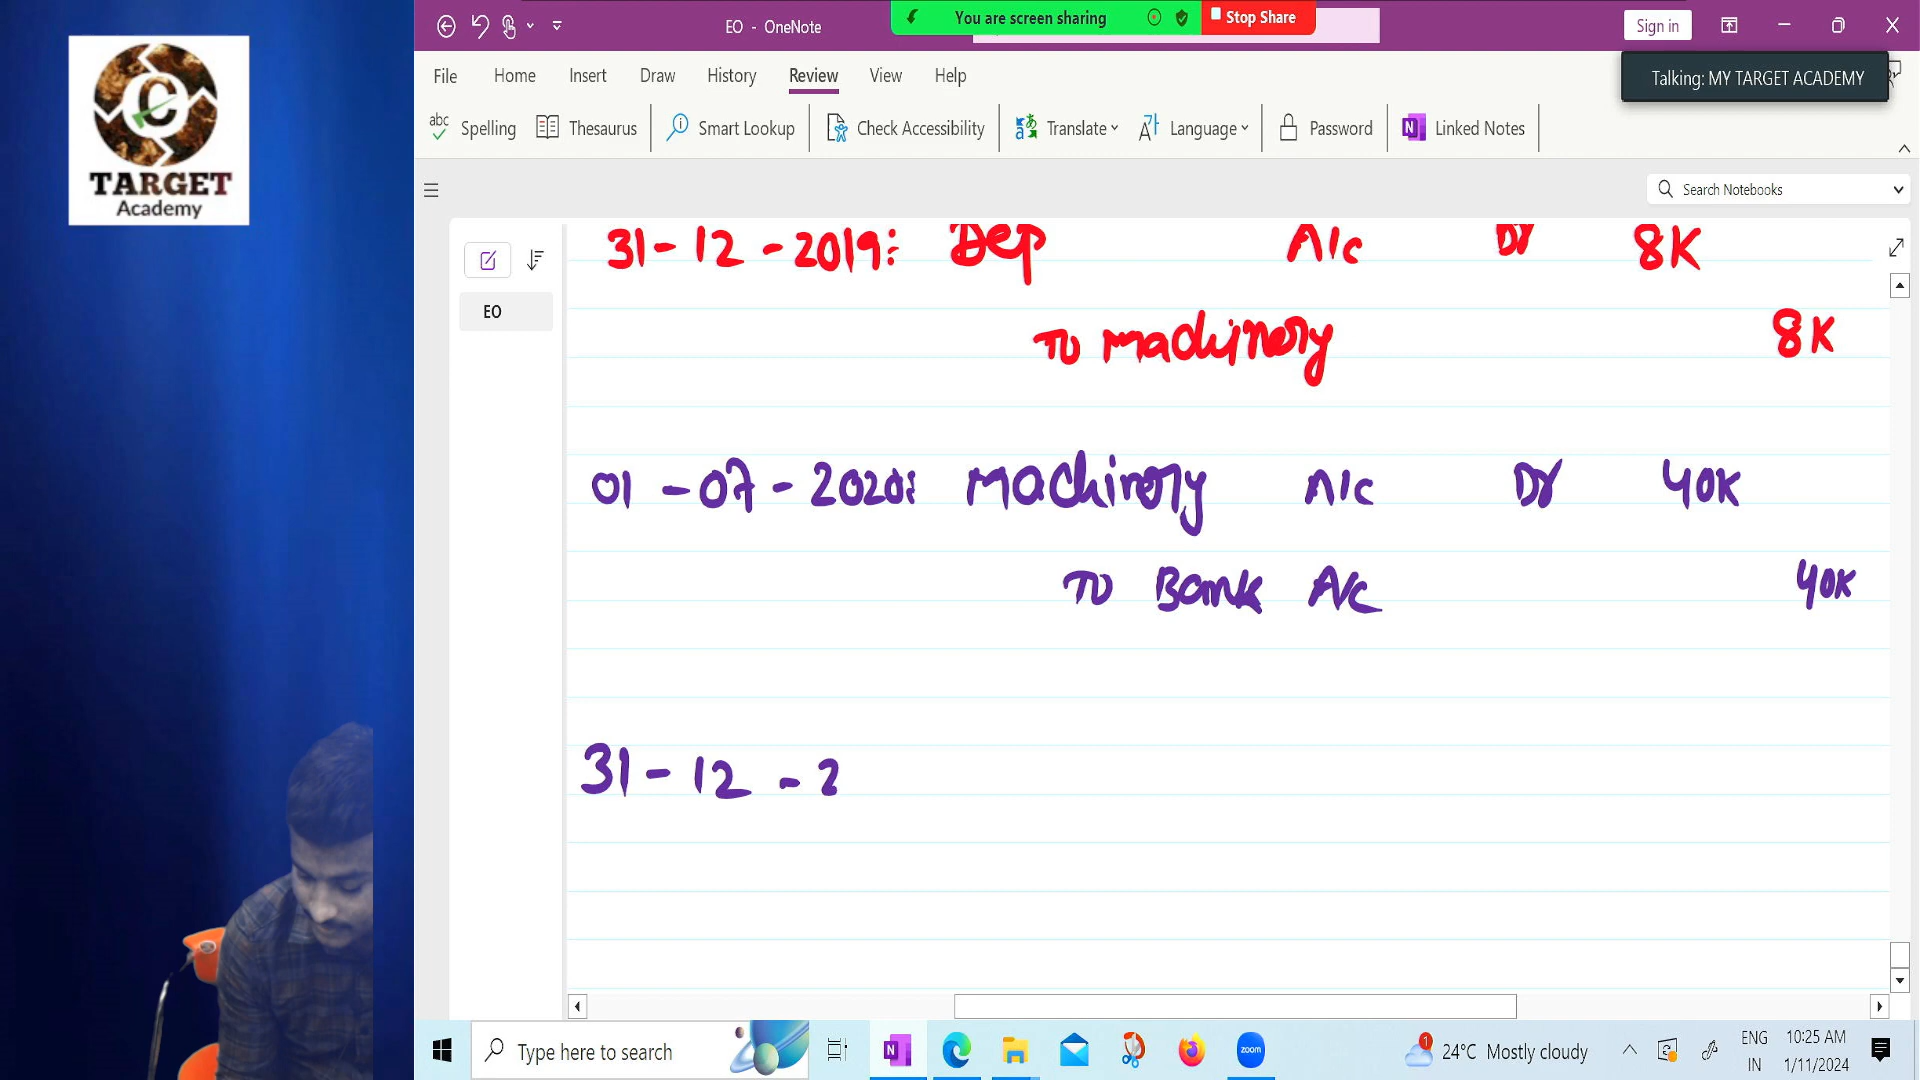 TARGET
Academy
EO - OneNote
You are screen sharing
Stop Share
Sign in
File Home Insert Draw History Review View Help
Talking: MY TARGET ACADEMY
abc Spelling Thesaurus Smart Lookup Check Accessibility Translate Language Password Linked Notes
Search Notebooks
EO
31-12-2019: Dep A/c Dr 8K
To Machinery 8K
01-07-2020: Machinery A/c Dr 40K
To Bank A/c 40K
31-12-2
Type here to search
zoom
1
24°C Mostly cloudy
ENG
IN
10:25 AM
1/11/2024